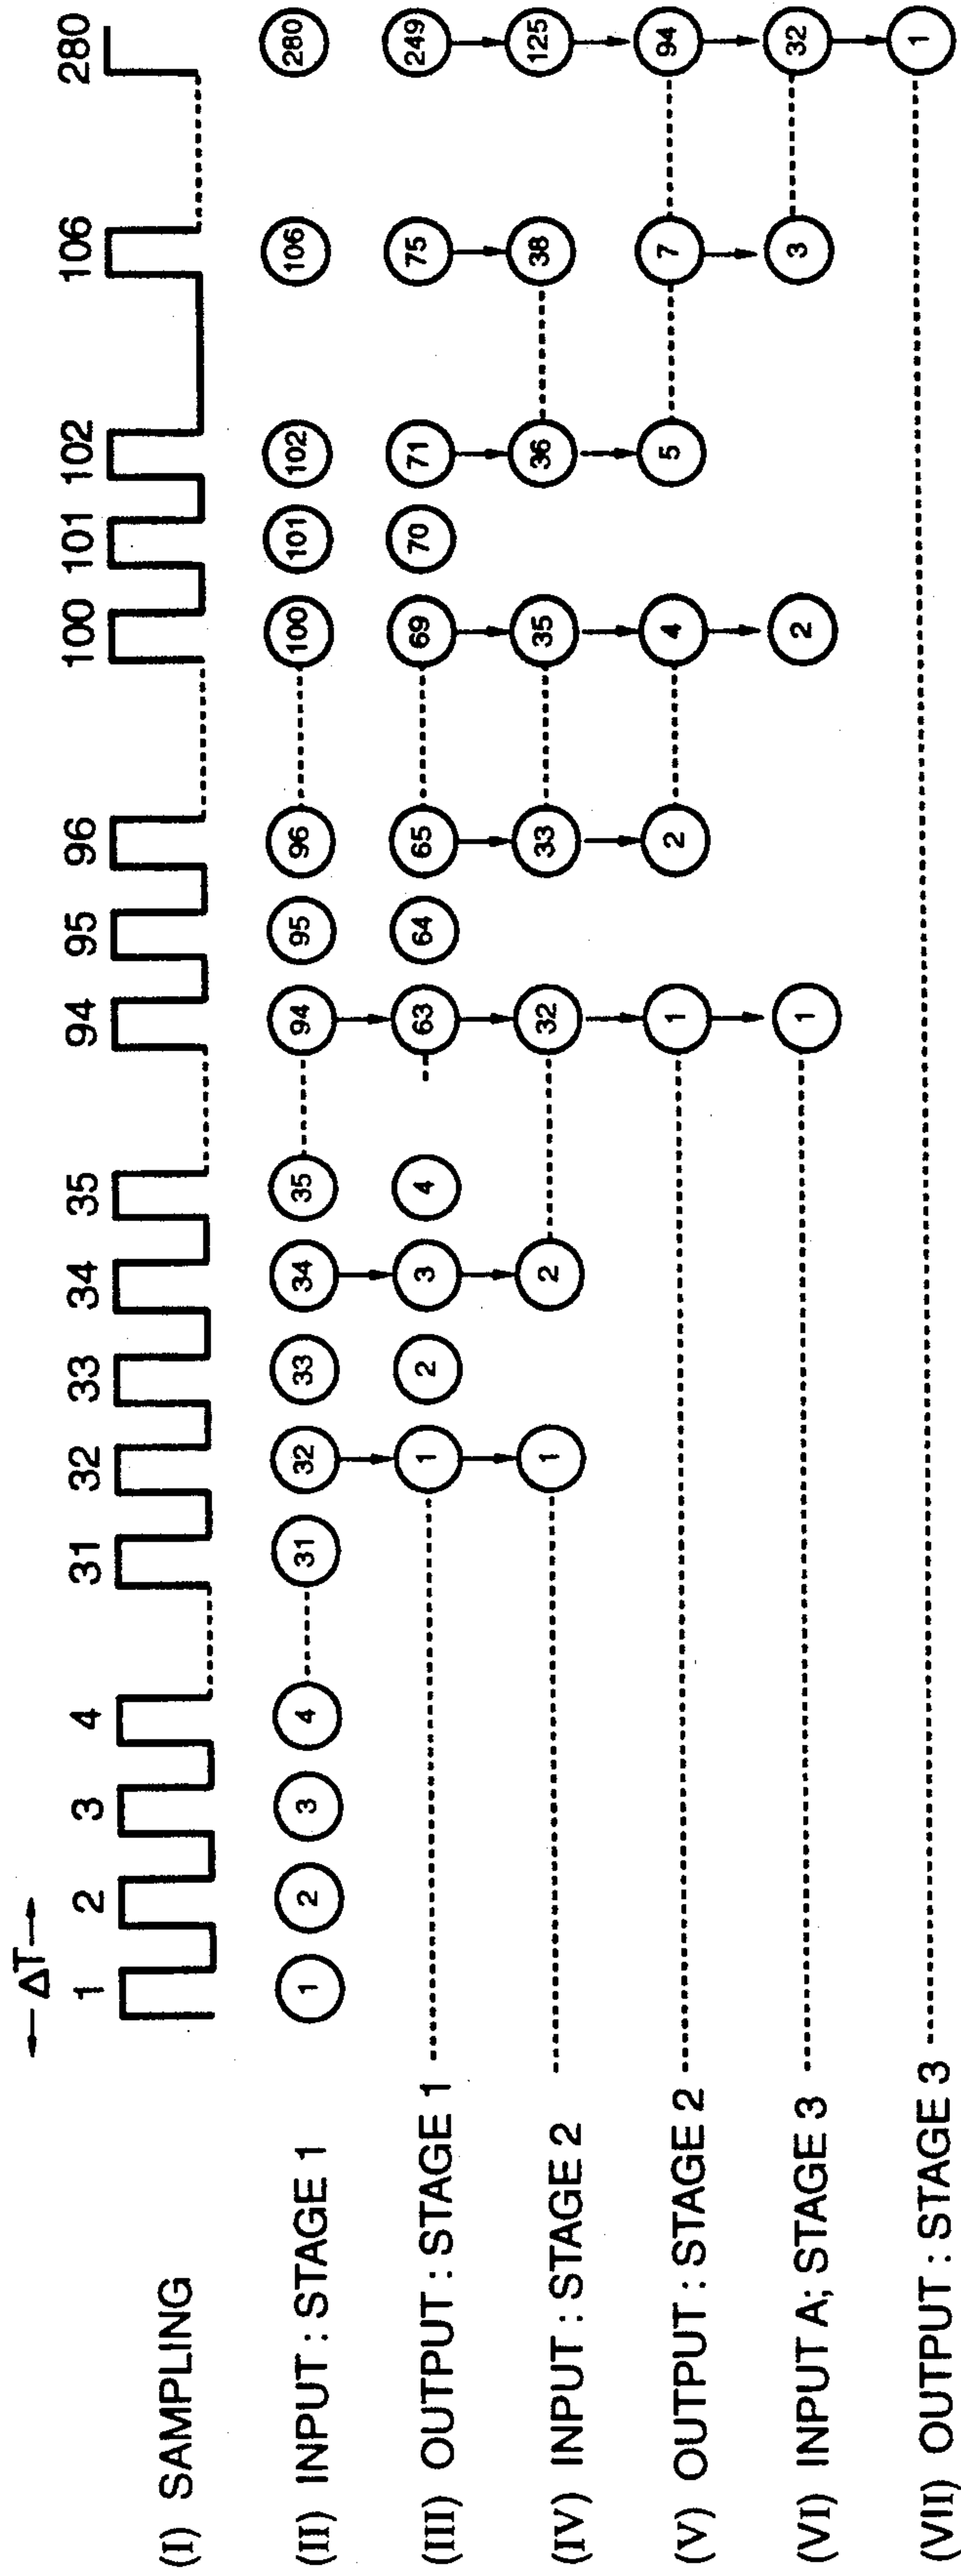 ← ΔT →
1 2 3 4 31 32 33 34 35 94 95 96 100 101 102 106 280
(I) SAMPLING
(II) INPUT : STAGE 1 1 2 3 4 31 32 33 34 35 94 95 96 100 101 102 106 280
(III) OUTPUT : STAGE 1 1 2 3 4 63 64 65 69 70 71 75 249
(IV) INPUT : STAGE 2 1 2 32 33 35 36 38 125
(V) OUTPUT : STAGE 2 1 2 4 5 7 94
(VI) INPUT A; STAGE 3 1 2 3 32
(VII) OUTPUT : STAGE 3 1